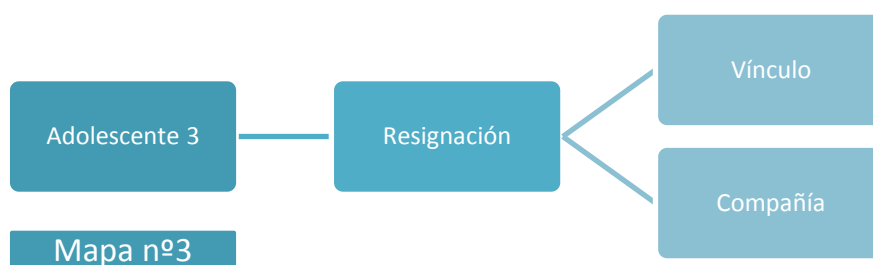 Adolescente 3
Resignación
Vínculo
Compañía
Mapa nº3